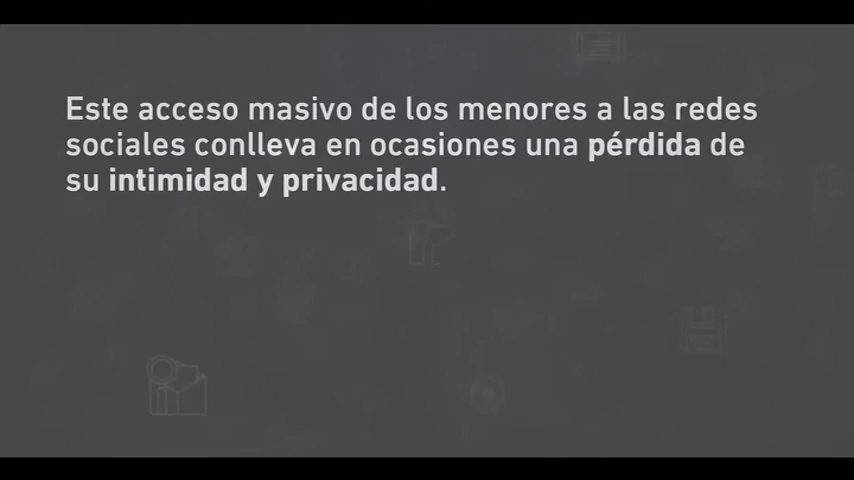 Este acceso masivo de los menores a las redes
sociales conlleva en ocasiones una pérdida de
su intimidad y privacidad.